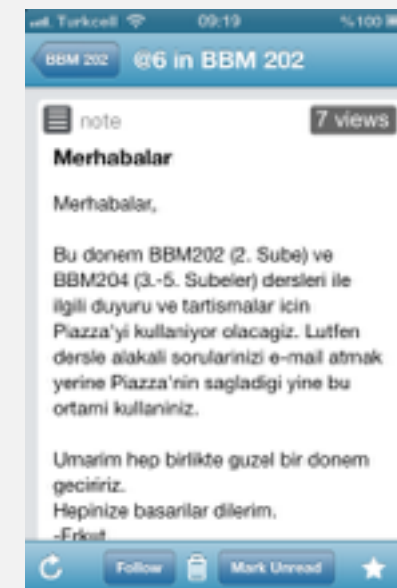 Turkcell 09:19 %100
BBM 202 @6 in BBM 202
note 7 views
Merhabalar
Merhabalar,
Bu donem BBM202 (2. Sube) ve
BBM204 (3.-5. Subeler) dersleri ile
ilgili duyuru ve tartismalar icin
Piazza'yi kullaniyor olacagiz. Lutfen
dersle alakali sorularinizi e-mail atmak
yerine Piazza'nin sagladigi yine bu
ortami kullaniniz.
Umarim hep birlikte guzel bir donem
geciririz.
Hepinize basarilar dilerim.
-Erkut
Follow Mark Unread